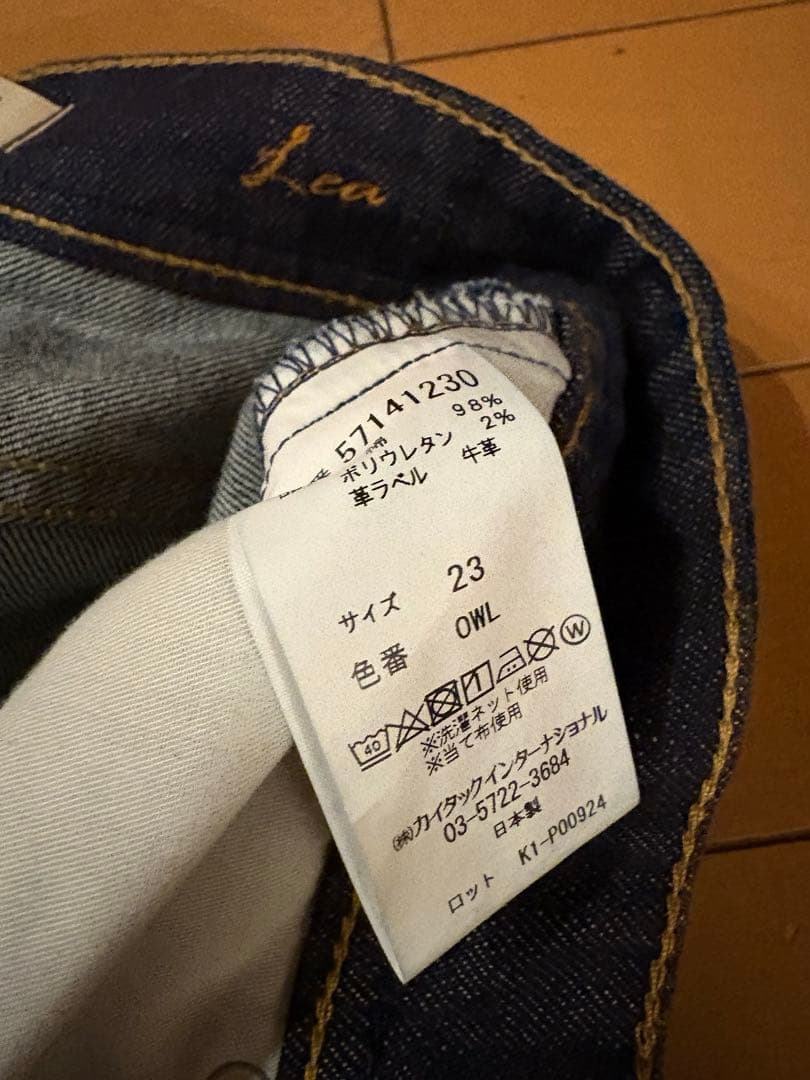 Lea
57141230
綿 98%
ポリウレタン 2%
革ラベル 牛革
サイズ 23
色番 OWL
40 1 W
※洗濯ネット使用
※当て布使用
㈱カイタックインターナショナル
03-5722-3684
日本製
ロット K1-P00924